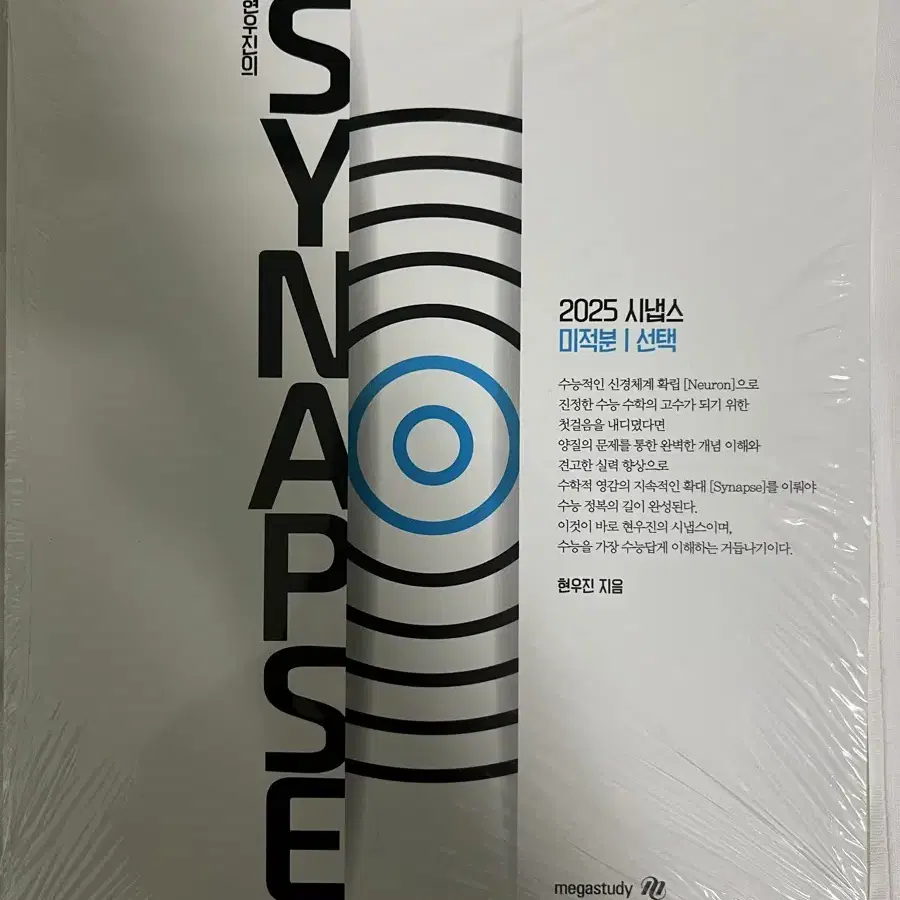 현우진의
SYNAPSE
2025 시냅스
미적분 | 선택
수능적인 신경체계 확립 [Neuron]으로
진정한 수능 수학의 고수가 되기 위한
첫걸음을 내디뎠다면
양질의 문제를 통한 완벽한 개념 이해와
견고한 실력 향상으로
수학적 영감의 지속적인 확대 [Synapse]를 이뤄야
수능 정복의 길이 완성된다.
이것이 바로 현우진의 시냅스이며,
수능을 가장 수능답게 이해하는 거듭나기이다.
현우진 지음
megastudy